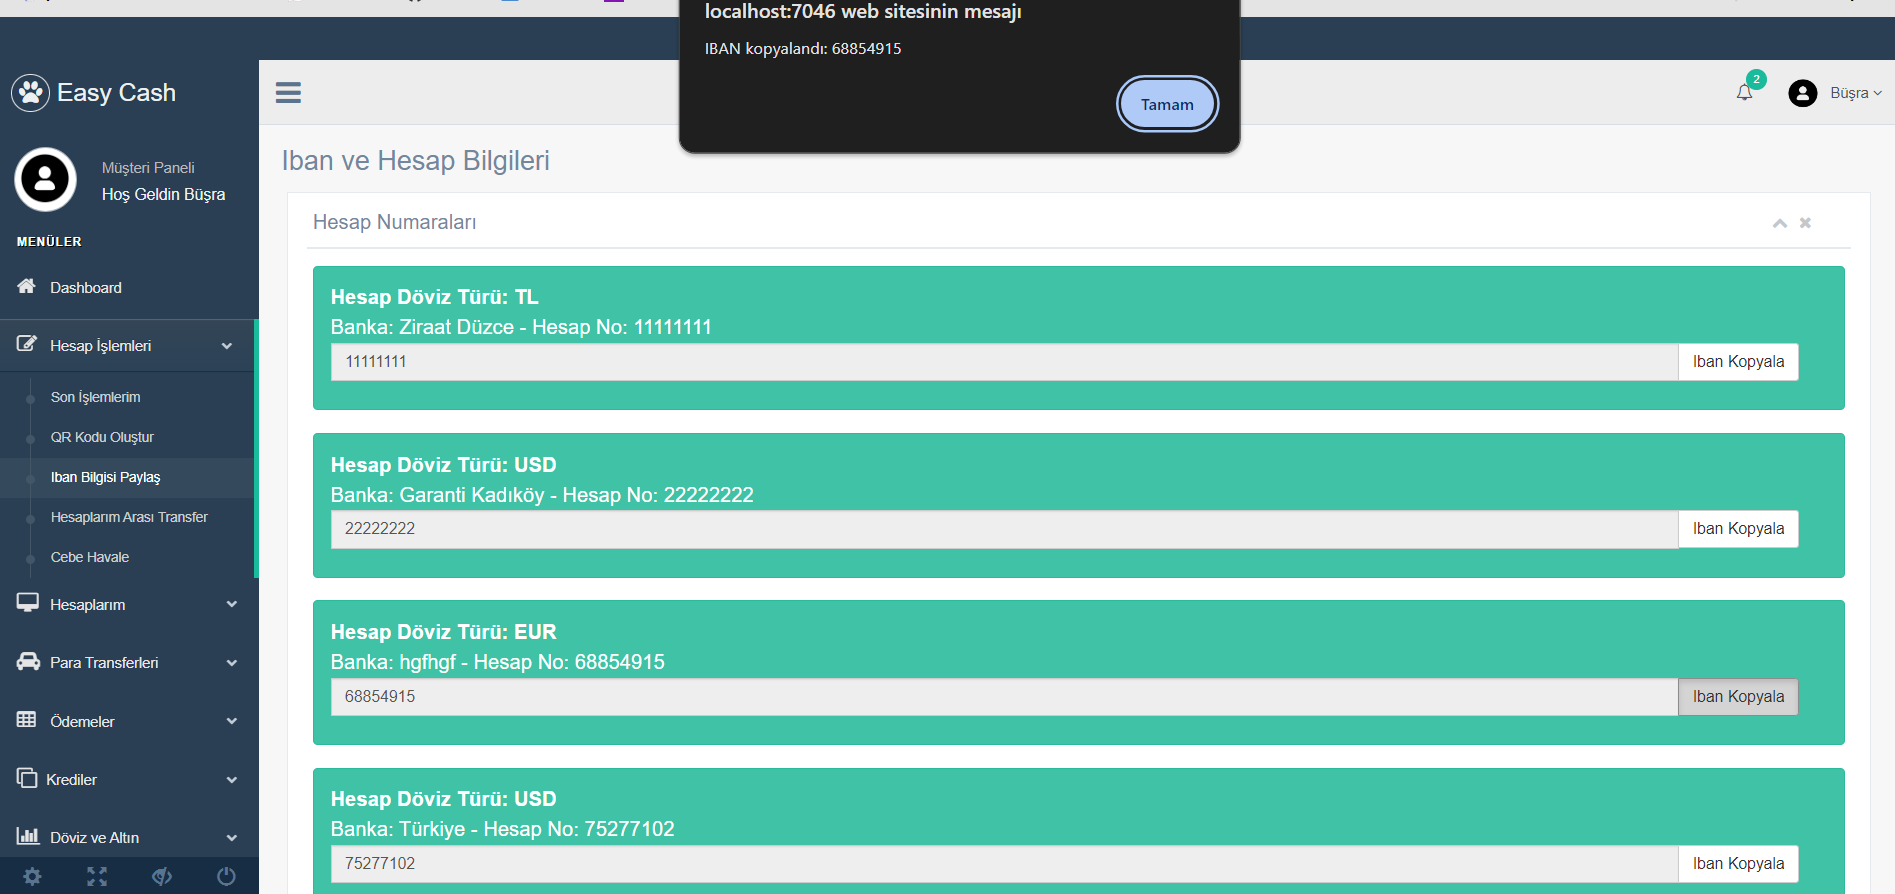 localhost:7046 web sitesinin mesajı
IBAN kopyalandı: 68854915
Tamam
Easy Cash
2
Büşra
Müşteri Paneli
Hoş Geldin Büşra
MENÜLER
Dashboard
Hesap İşlemleri
Son İşlemlerim
QR Kodu Oluştur
Iban Bilgisi Paylaş
Hesaplarım Arası Transfer
Cebe Havale
Hesaplarım
Para Transferleri
Ödemeler
Krediler
Döviz ve Altın
Iban ve Hesap Bilgileri
Hesap Numaraları
Hesap Döviz Türü: TL
Banka: Ziraat Düzce - Hesap No: 11111111
11111111
Iban Kopyala
Hesap Döviz Türü: USD
Banka: Garanti Kadıköy - Hesap No: 22222222
22222222
Iban Kopyala
Hesap Döviz Türü: EUR
Banka: hgfhgf - Hesap No: 68854915
68854915
Iban Kopyala
Hesap Döviz Türü: USD
Banka: Türkiye - Hesap No: 75277102
75277102
Iban Kopyala